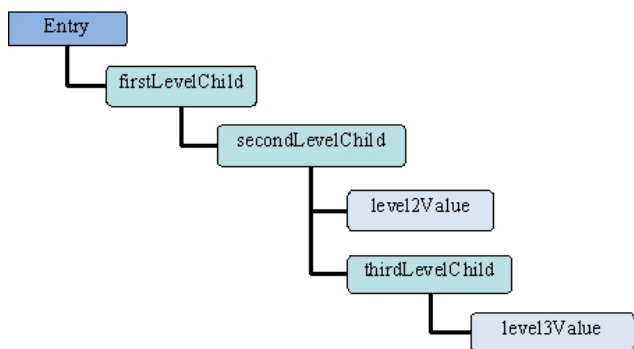 Entry
firstLevelChild
secondLevelChild
level2Value
thirdLevelChild
level3Value